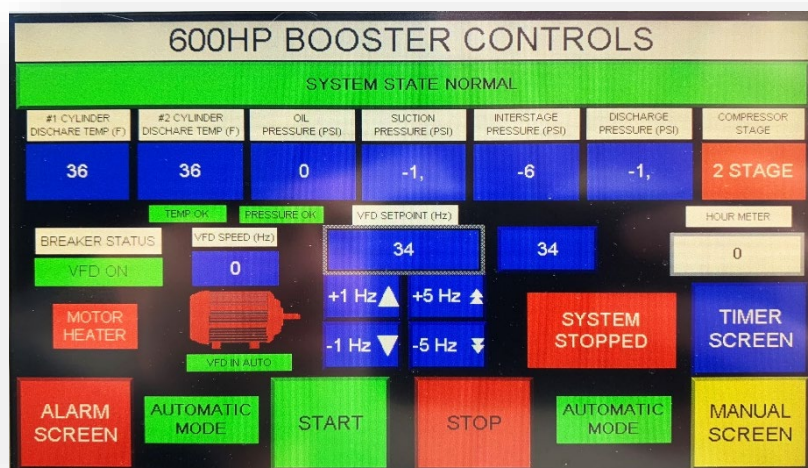 600HP BOOSTER CONTROLS
SYSTEM STATE NORMAL
#1 CYLINDER
DISCHARE TEMP (F)
#2 CYLINDER
DISCHARE TEMP (F)
OIL
PRESSURE (PSI)
SUCTION
PRESSURE (PSI)
INTERSTAGE
PRESSURE (PSI)
DISCHARGE
PRESSURE (PSI)
COMPRESSOR
STAGE
36
36
0
-1,
-6
-1,
2 STAGE
TEMP OK
PRESSURE OK
VFD SETPOINT (Hz)
HOUR METER
BREAKER STATUS
VFD ON
VFD SPEED (Hz)
0
34
34
0
+1 Hz
+5 Hz
-1 Hz
-5 Hz
MOTOR
HEATER
VFD IN AUTO
SYSTEM
STOPPED
TIMER
SCREEN
ALARM
SCREEN
AUTOMATIC
MODE
START
STOP
AUTOMATIC
MODE
MANUAL
SCREEN